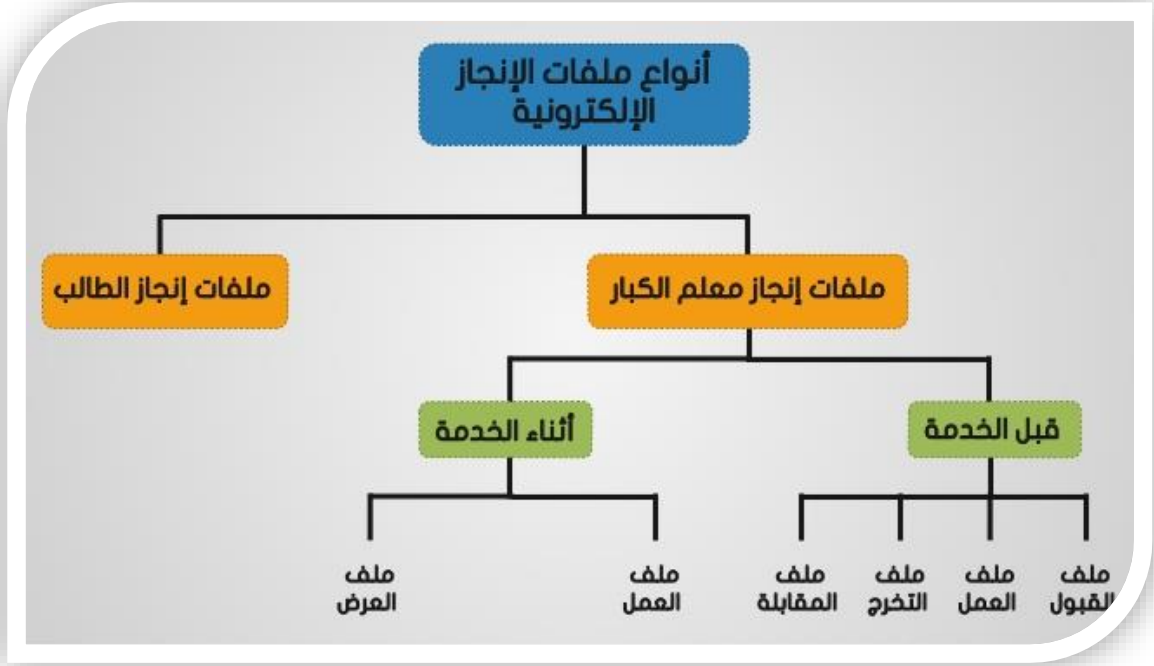 أنواع ملفات الإنجاز
الإلكترونية
ملفات إنجاز معلم الكبار
ملفات إنجاز الطالب
قبل الخدمة
أثناء الخدمة
ملف
القبول
ملف
العمل
ملف
التخرج
ملف
المقابلة
ملف
العمل
ملف
العرض